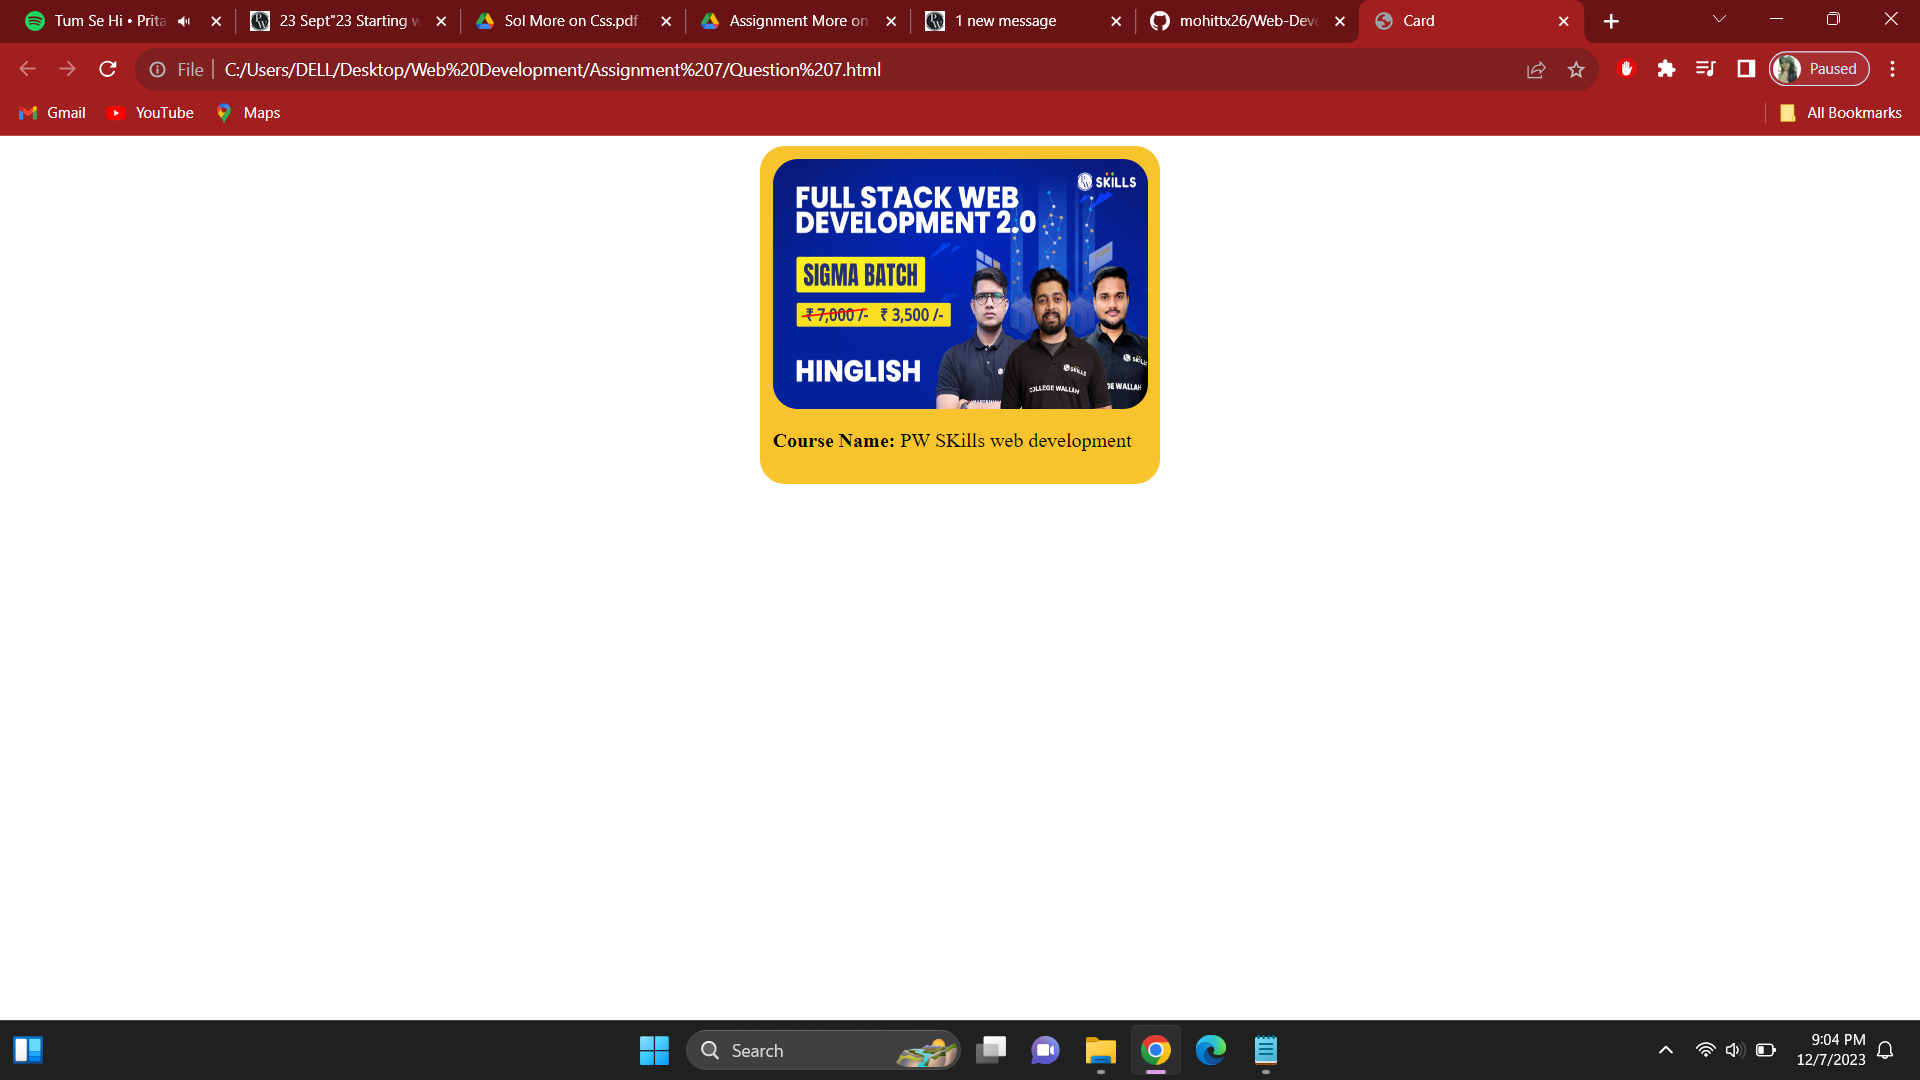 Tum Se Hi • Prita
23 Sept"23 Starting w
Sol More on Css.pdf
Assignment More on
1 new message
mohittx26/Web-Deve
Card
File
C:/Users/DELL/Desktop/Web%20Development/Assignment%207/Question%207.html
Paused
Gmail
YouTube
Maps
All Bookmarks
SKILLS
FULL STACK WEB
DEVELOPMENT 2.0
SIGMA BATCH
₹ 7,000 /- ₹ 3,500 /-
HINGLISH
SKILLS
COLLEGE WALLAH
GE WALLAH
Course Name: PW SKills web development
Search
9:04 PM
12/7/2023